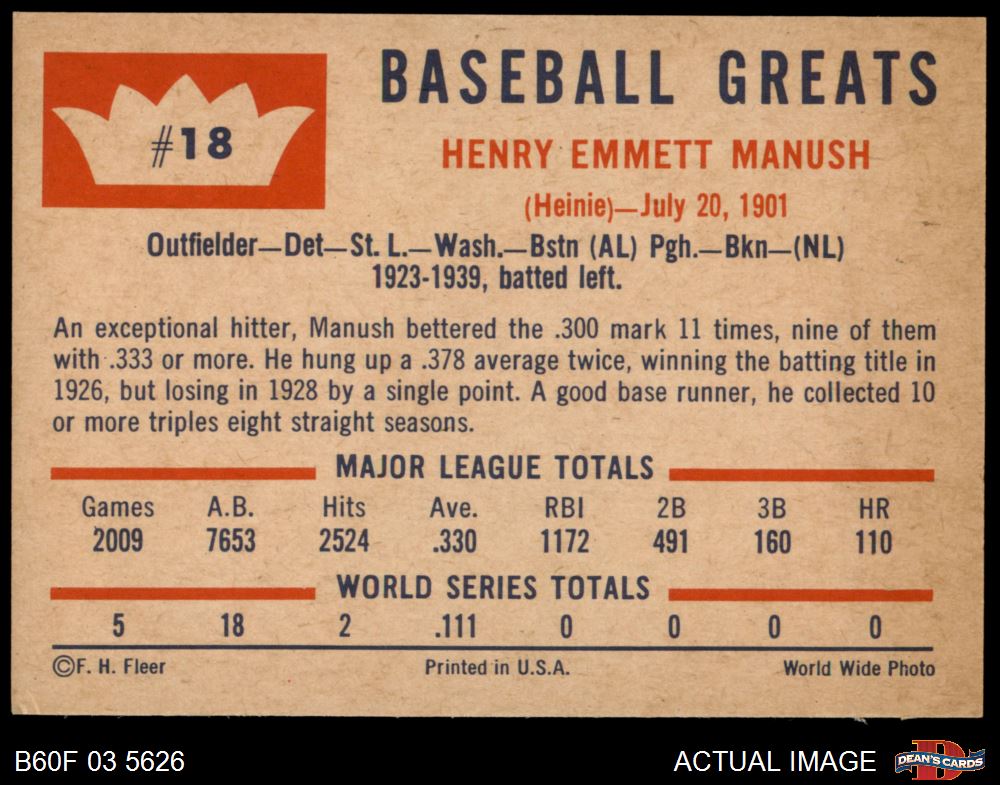 #18
BASEBALL GREATS
HENRY EMMETT MANUSH
(Heinie)—July 20, 1901
Outfielder—Det—St. L.—Wash.—Bstn (AL) Pgh.—Bkn—(NL)
1923-1939, batted left.
An exceptional hitter, Manush bettered the .300 mark 11 times, nine of them
with .333 or more. He hung up a .378 average twice, winning the batting title in
1926, but losing in 1928 by a single point. A good base runner, he collected 10
or more triples eight straight seasons.
MAJOR LEAGUE TOTALS
Games A.B. Hits Ave. RBI 2B 3B HR
2009 7653 2524 .330 1172 491 160 110
WORLD SERIES TOTALS
5 18 2 .111 0 0 0 0
©F. H. Fleer Printed in U.S.A. World Wide Photo
B60F 03 5626 ACTUAL IMAGE DEAN'S CARDS